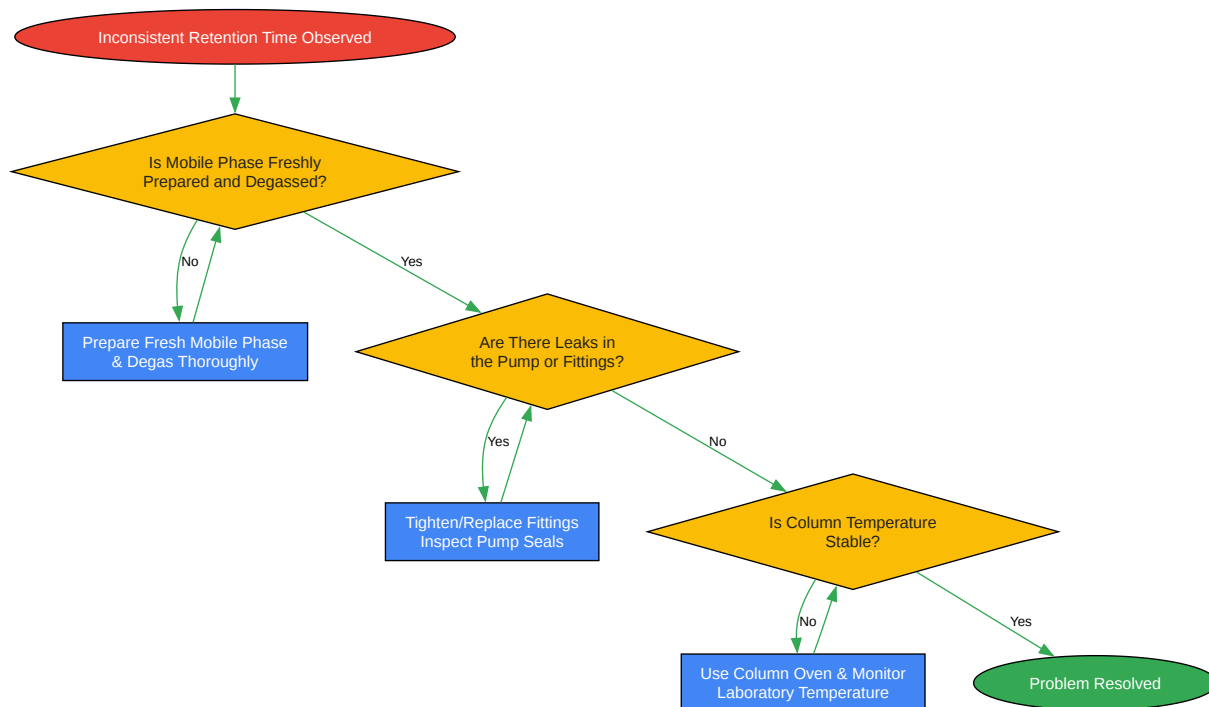 Inconsistent Retention Time Observed
Is Mobile Phase Freshly
Prepared and Degassed?
No
Yes
Prepare Fresh Mobile Phase
& Degas Thoroughly
Are There Leaks in
the Pump or Fittings?
Yes
No
Tighten/Replace Fittings
Inspect Pump Seals
Is Column Temperature
Stable?
No
Yes
Use Column Oven & Monitor
Laboratory Temperature
Problem Resolved